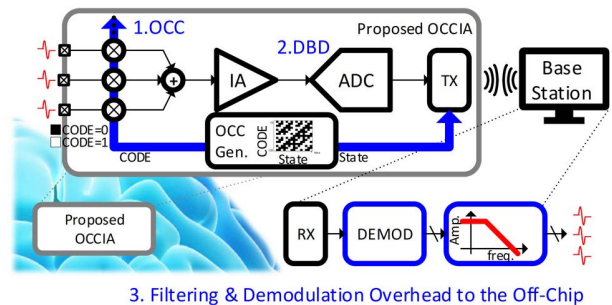 Proposed OCCIA
1.OCC
2.DBD
IA
ADC
TX
Base
Station
CODE=0
CODE=1
OCC
Gen.
CODE
State
CODE
State
Proposed
OCCIA
RX
DEMOD
Amp.
freq.
3. Filtering & Demodulation Overhead to the Off-Chip